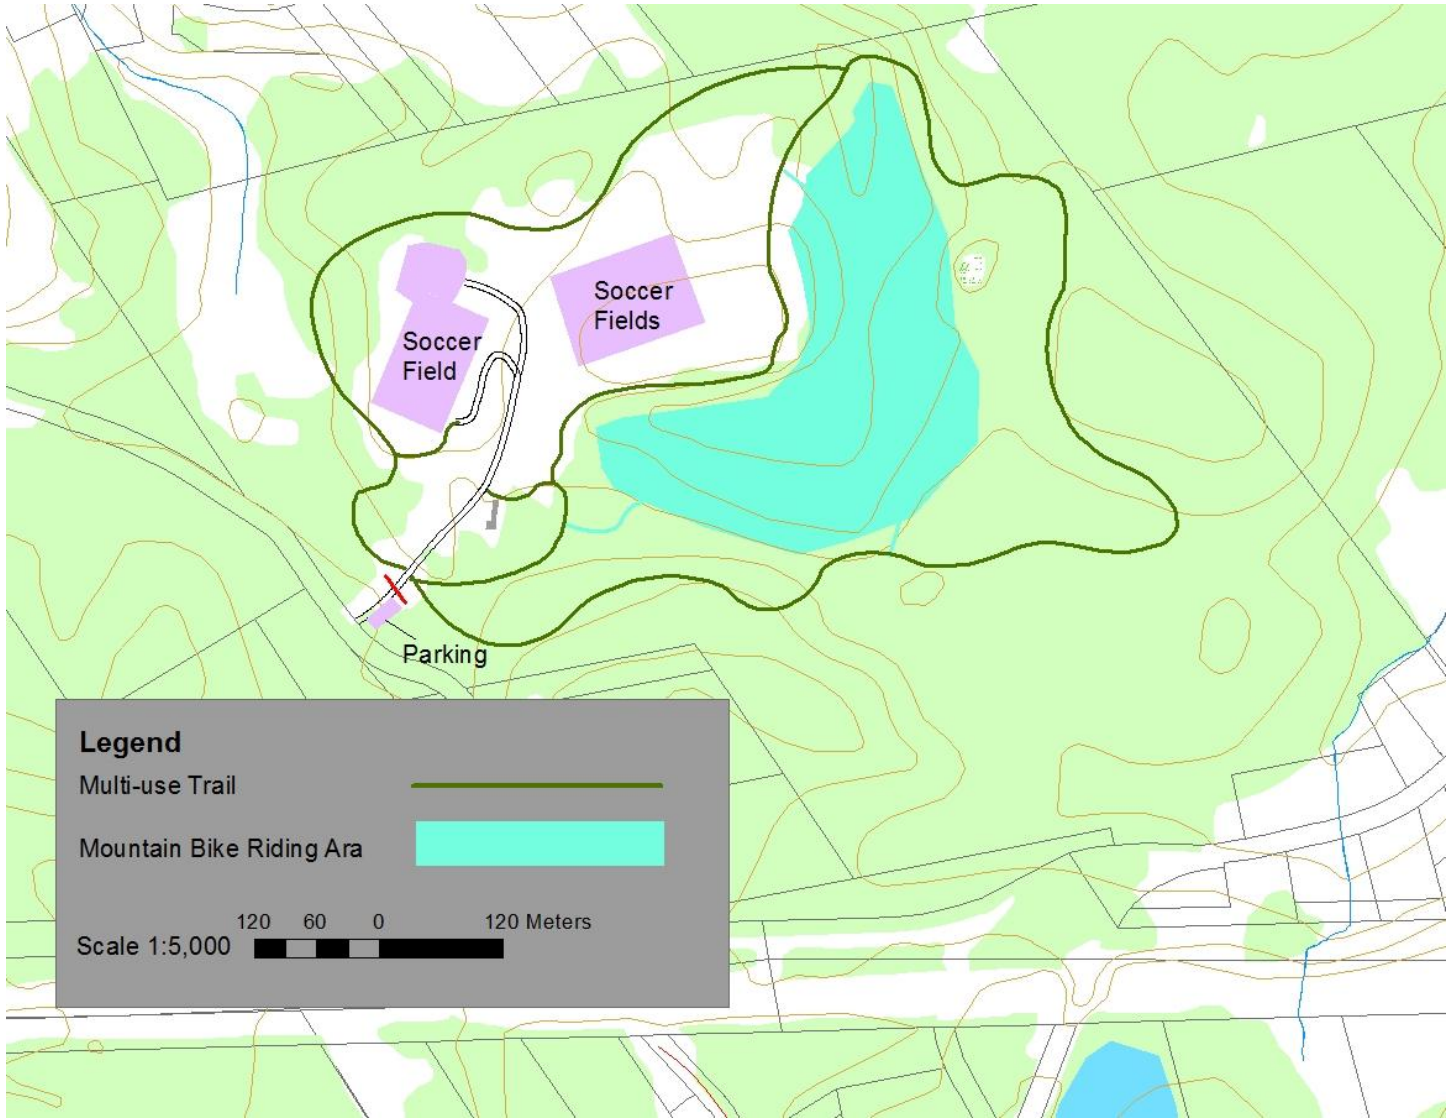 Soccer
Fields
Soccer
Field
Parking
Legend
Multi-use Trail
Mountain Bike Riding Ara
120 60 0 120 Meters
Scale 1:5,000